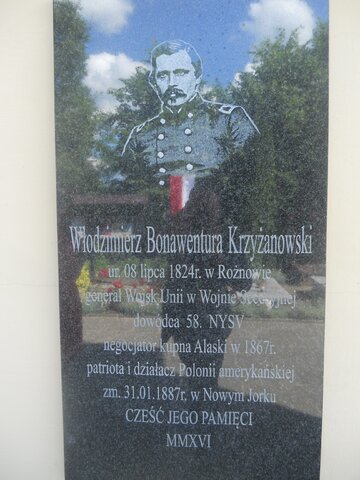 Włodzimierz Bonawentura Krzyżanowski
ur. 08 lipca 1824r. w Rożnowie
generał Wojsk Unii w Wojnie Secesyjnej
dowódca 58. NYSV
negocjator kupna Alaski w 1867r.
patriota i działacz Polonii amerykańskiej
zm. 31.01.1887r. w Nowym Jorku
CZEŚĆ JEGO PAMIĘCI
MMXVI